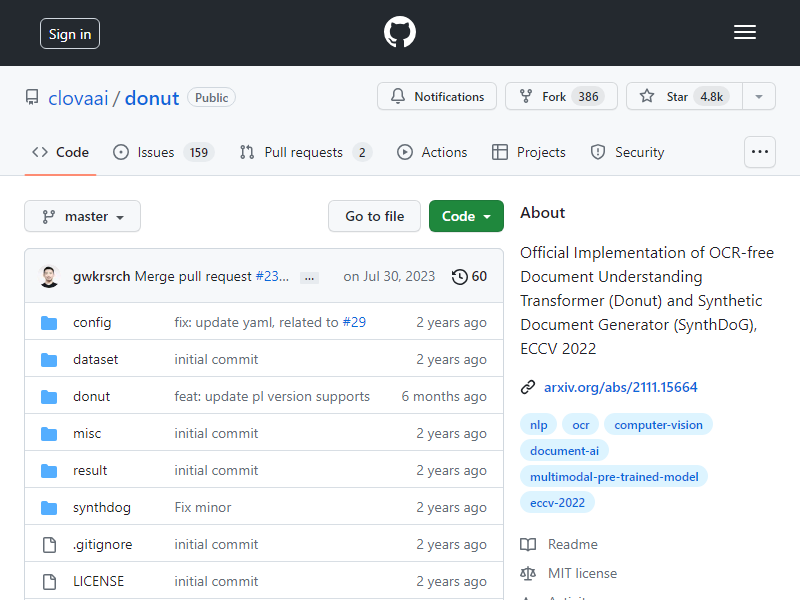 Sign in
clovaai / donut Public
Notifications
Fork 386
Star 4.8k
Code
Issues 159
Pull requests 2
Actions
Projects
Security
master
Go to file
Code
gwkrsrch Merge pull request #23... ... on Jul 30, 2023 60
config fix: update yaml, related to #29 2 years ago
dataset initial commit 2 years ago
donut feat: update pl version supports 6 months ago
misc initial commit 2 years ago
result initial commit 2 years ago
synthdog Fix minor 2 years ago
.gitignore initial commit 2 years ago
LICENSE initial commit 2 years ago
About
Official Implementation of OCR-free
Document Understanding
Transformer (Donut) and Synthetic
Document Generator (SynthDoG),
ECCV 2022
arxiv.org/abs/2111.15664
nlp ocr computer-vision
document-ai
multimodal-pre-trained-model
eccv-2022
Readme
MIT license